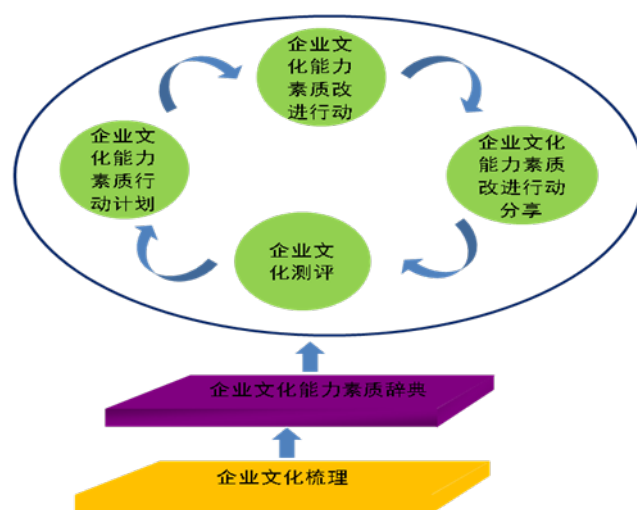 企业文
化能力
素质改
进行动
企业文
化能力
素质行
动计划
企业文化
能力素质
改进行动
分享
企业文
化测评
企业文化能力素质辞典
企业文化梳理